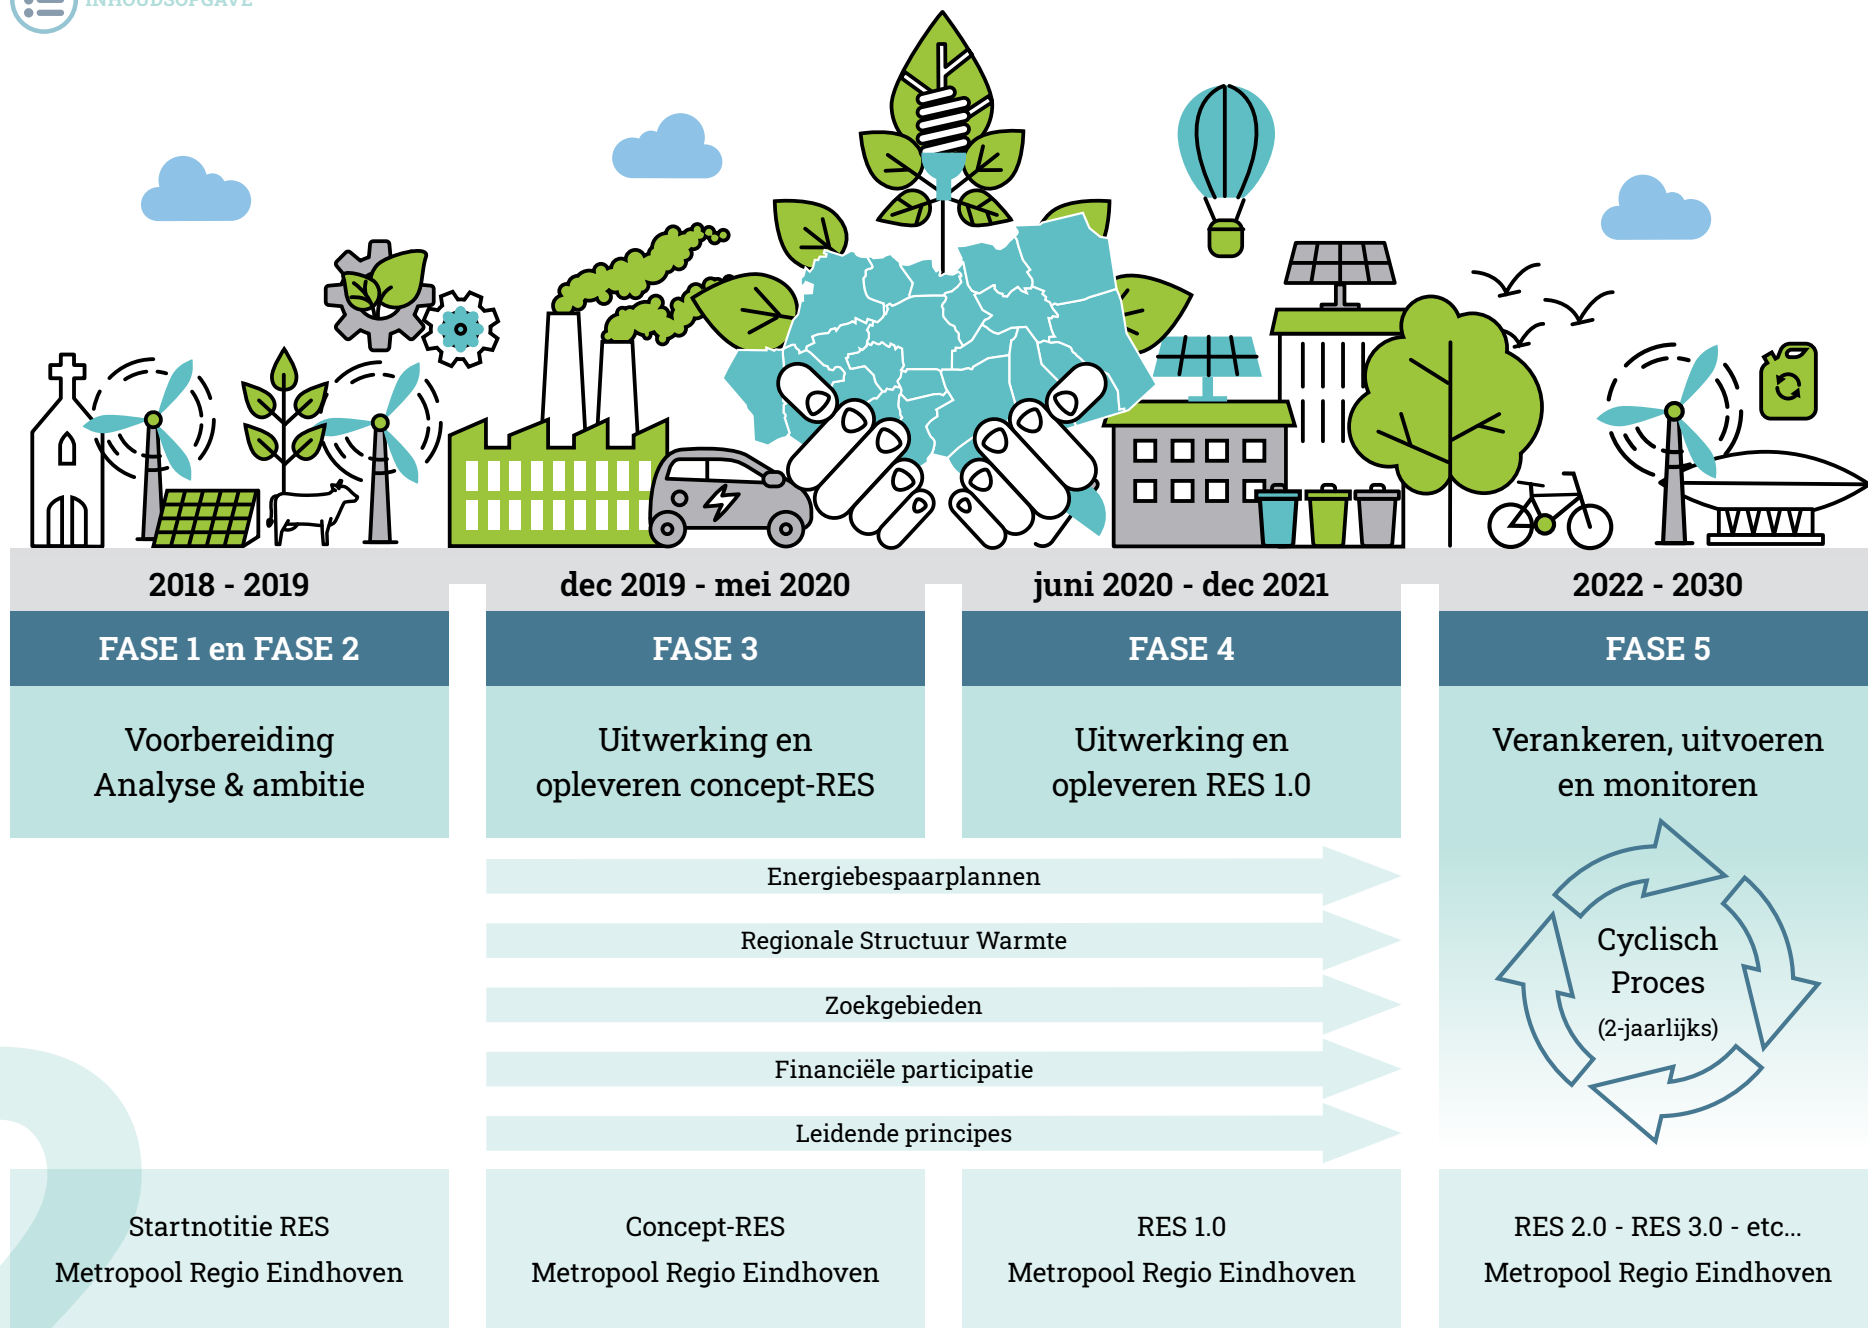 INHOUDSOPGAVE
2018 - 2019
FASE 1 en FASE 2
Voorbereiding
Analyse & ambitie
dec 2019 - mei 2020
FASE 3
Uitwerking en
opleveren concept-RES
juni 2020 - dec 2021
FASE 4
Uitwerking en
opleveren RES 1.0
2022 - 2030
FASE 5
Verankeren, uitvoeren
en monitoren
Energiebespaarplannen
Regionale Structuur Warmte
Zoekgebieden
Financiële participatie
Leidende principes
Cyclisch
Proces
(2-jaarlijks)
2
Startnotitie RES
Metropool Regio Eindhoven
Concept-RES
Metropool Regio Eindhoven
RES 1.0
Metropool Regio Eindhoven
RES 2.0 - RES 3.0 - etc...
Metropool Regio Eindhoven